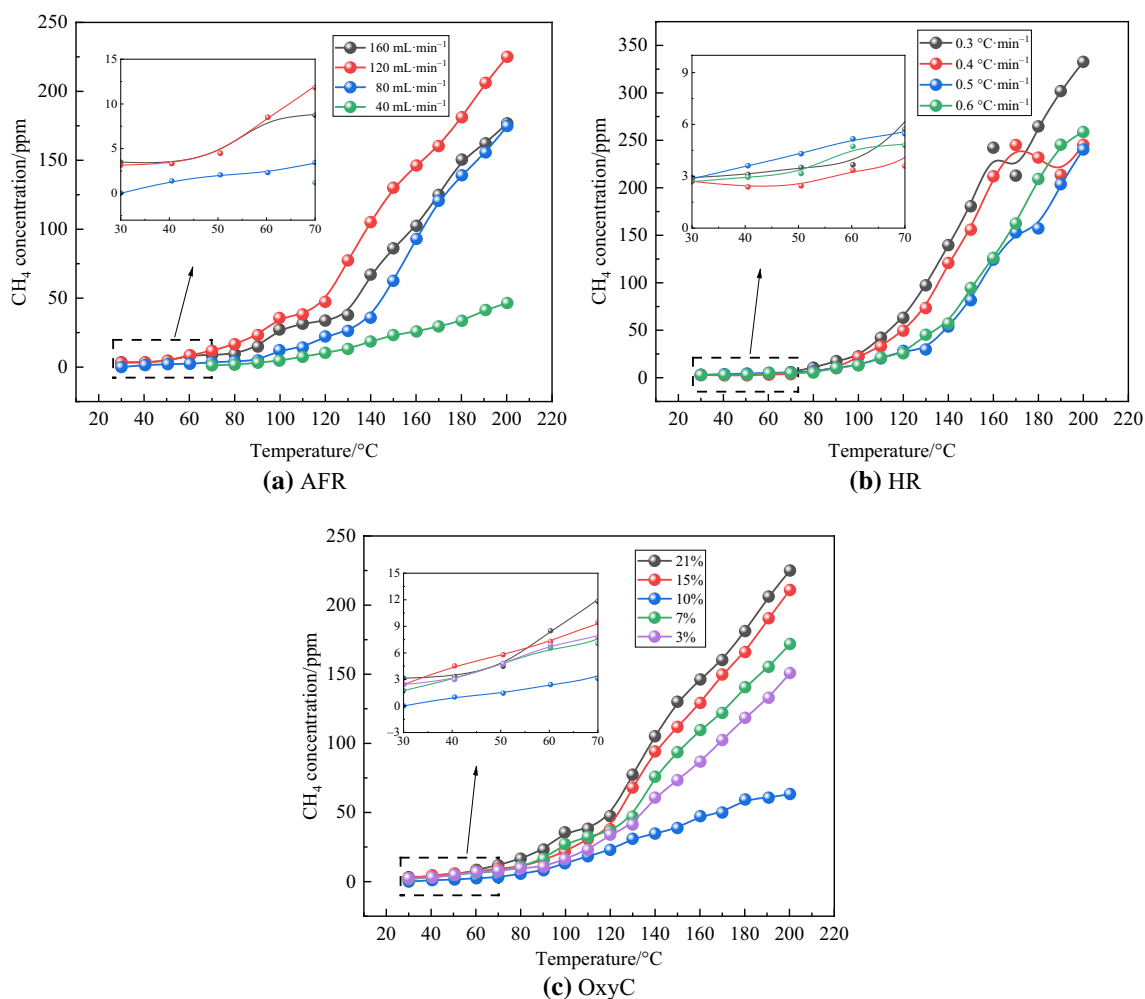 250
225
200
175
150
125
100
75
50
25
0
-25
CH₄ concentration/ppm
15
10
5
0
30 40 50 60 70
160 mL·min⁻¹
120 mL·min⁻¹
80 mL·min⁻¹
40 mL·min⁻¹
20 40 60 80 100 120 140 160 180 200 220
Temperature/°C
(a) AFR
350
300
250
200
150
100
50
0
CH₄ concentration/ppm
9
6
3
0
30 40 50 60 70
0.3 °C·min⁻¹
0.4 °C·min⁻¹
0.5 °C·min⁻¹
0.6 °C·min⁻¹
20 40 60 80 100 120 140 160 180 200 220
Temperature/°C
(b) HR
250
200
150
100
50
0
CH₄ concentration/ppm
15
12
9
6
3
0
−3
30 40 50 60 70
21%
15%
10%
7%
3%
20 40 60 80 100 120 140 160 180 200 220
Temperature/°C
(c) OxyC